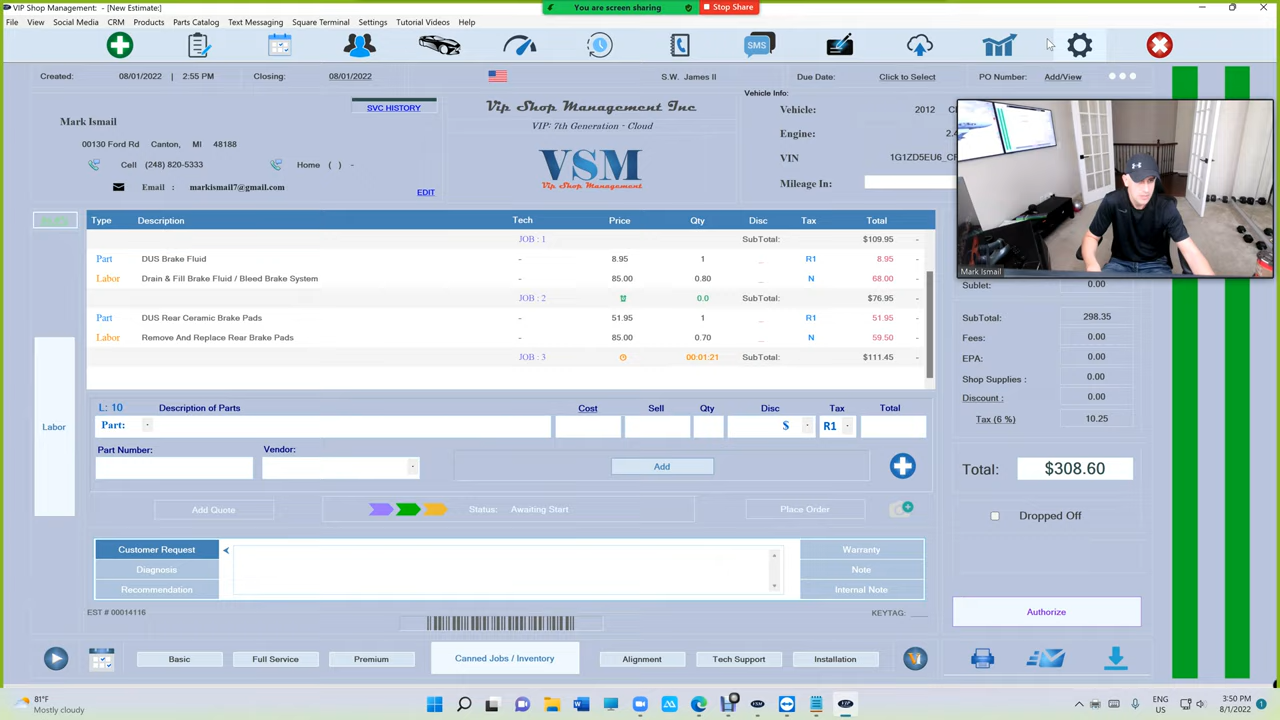 VIP Shop Management: - [New Estimate:]
You are screen sharing
Stop Share
File View Social Media CRM Products Parts Catalog Text Messaging Square Terminal Settings Tutorial Videos Help
SMS
Created: 08/01/2022 | 2:55 PM Closing: 08/01/2022 S.W. James II Due Date: Click to Select PO Number: Add/View
Vehicle Info:
SVC HISTORY Vip Shop Management Inc Vehicle: 2012
Mark Ismail VIP: 7th Generation - Cloud Engine: 2.
00130 Ford Rd Canton, MI 48188 VIN 1G1ZD5EU6_CF
Cell (248) 820-5333 Home ( ) - VSM
Vip Shop Management
Email : markismail7@gmail.com EDIT Mileage In:
Type Description Tech Price Qty Disc Tax Total
JOB : 1 SubTotal: $109.95 -
Part DUS Brake Fluid - 8.95 1 _ R1 8.95 -
Labor Drain & Fill Brake Fluid / Bleed Brake System - 85.00 0.80 _ N 68.00 -
JOB : 2 0.0 SubTotal: $76.95 -
Part DUS Rear Ceramic Brake Pads - 51.95 1 _ R1 51.95 -
Labor Remove And Replace Rear Brake Pads - 85.00 0.70 _ N 59.50 -
JOB : 3 00:01:21 SubTotal: $111.45 -
Mark Ismail
Sublet: 0.00
SubTotal: 298.35
Fees: 0.00
EPA: 0.00
Shop Supplies : 0.00
Discount : 0.00
Tax (6 %) 10.25
Total: $308.60
Dropped Off
Authorize
Labor
L: 10 Description of Parts Cost Sell Qty Disc Tax Total
Part: $ R1
Part Number: Vendor:
Add
Add Quote Status: Awaiting Start Place Order
Customer Request Warranty
Diagnosis Note
Recommendation Internal Note
EST # 00014116 KEYTAG: ____
Basic Full Service Premium Canned Jobs / Inventory Alignment Tech Support Installation
81°F
Mostly cloudy
ENG
US
3:50 PM
8/1/2022